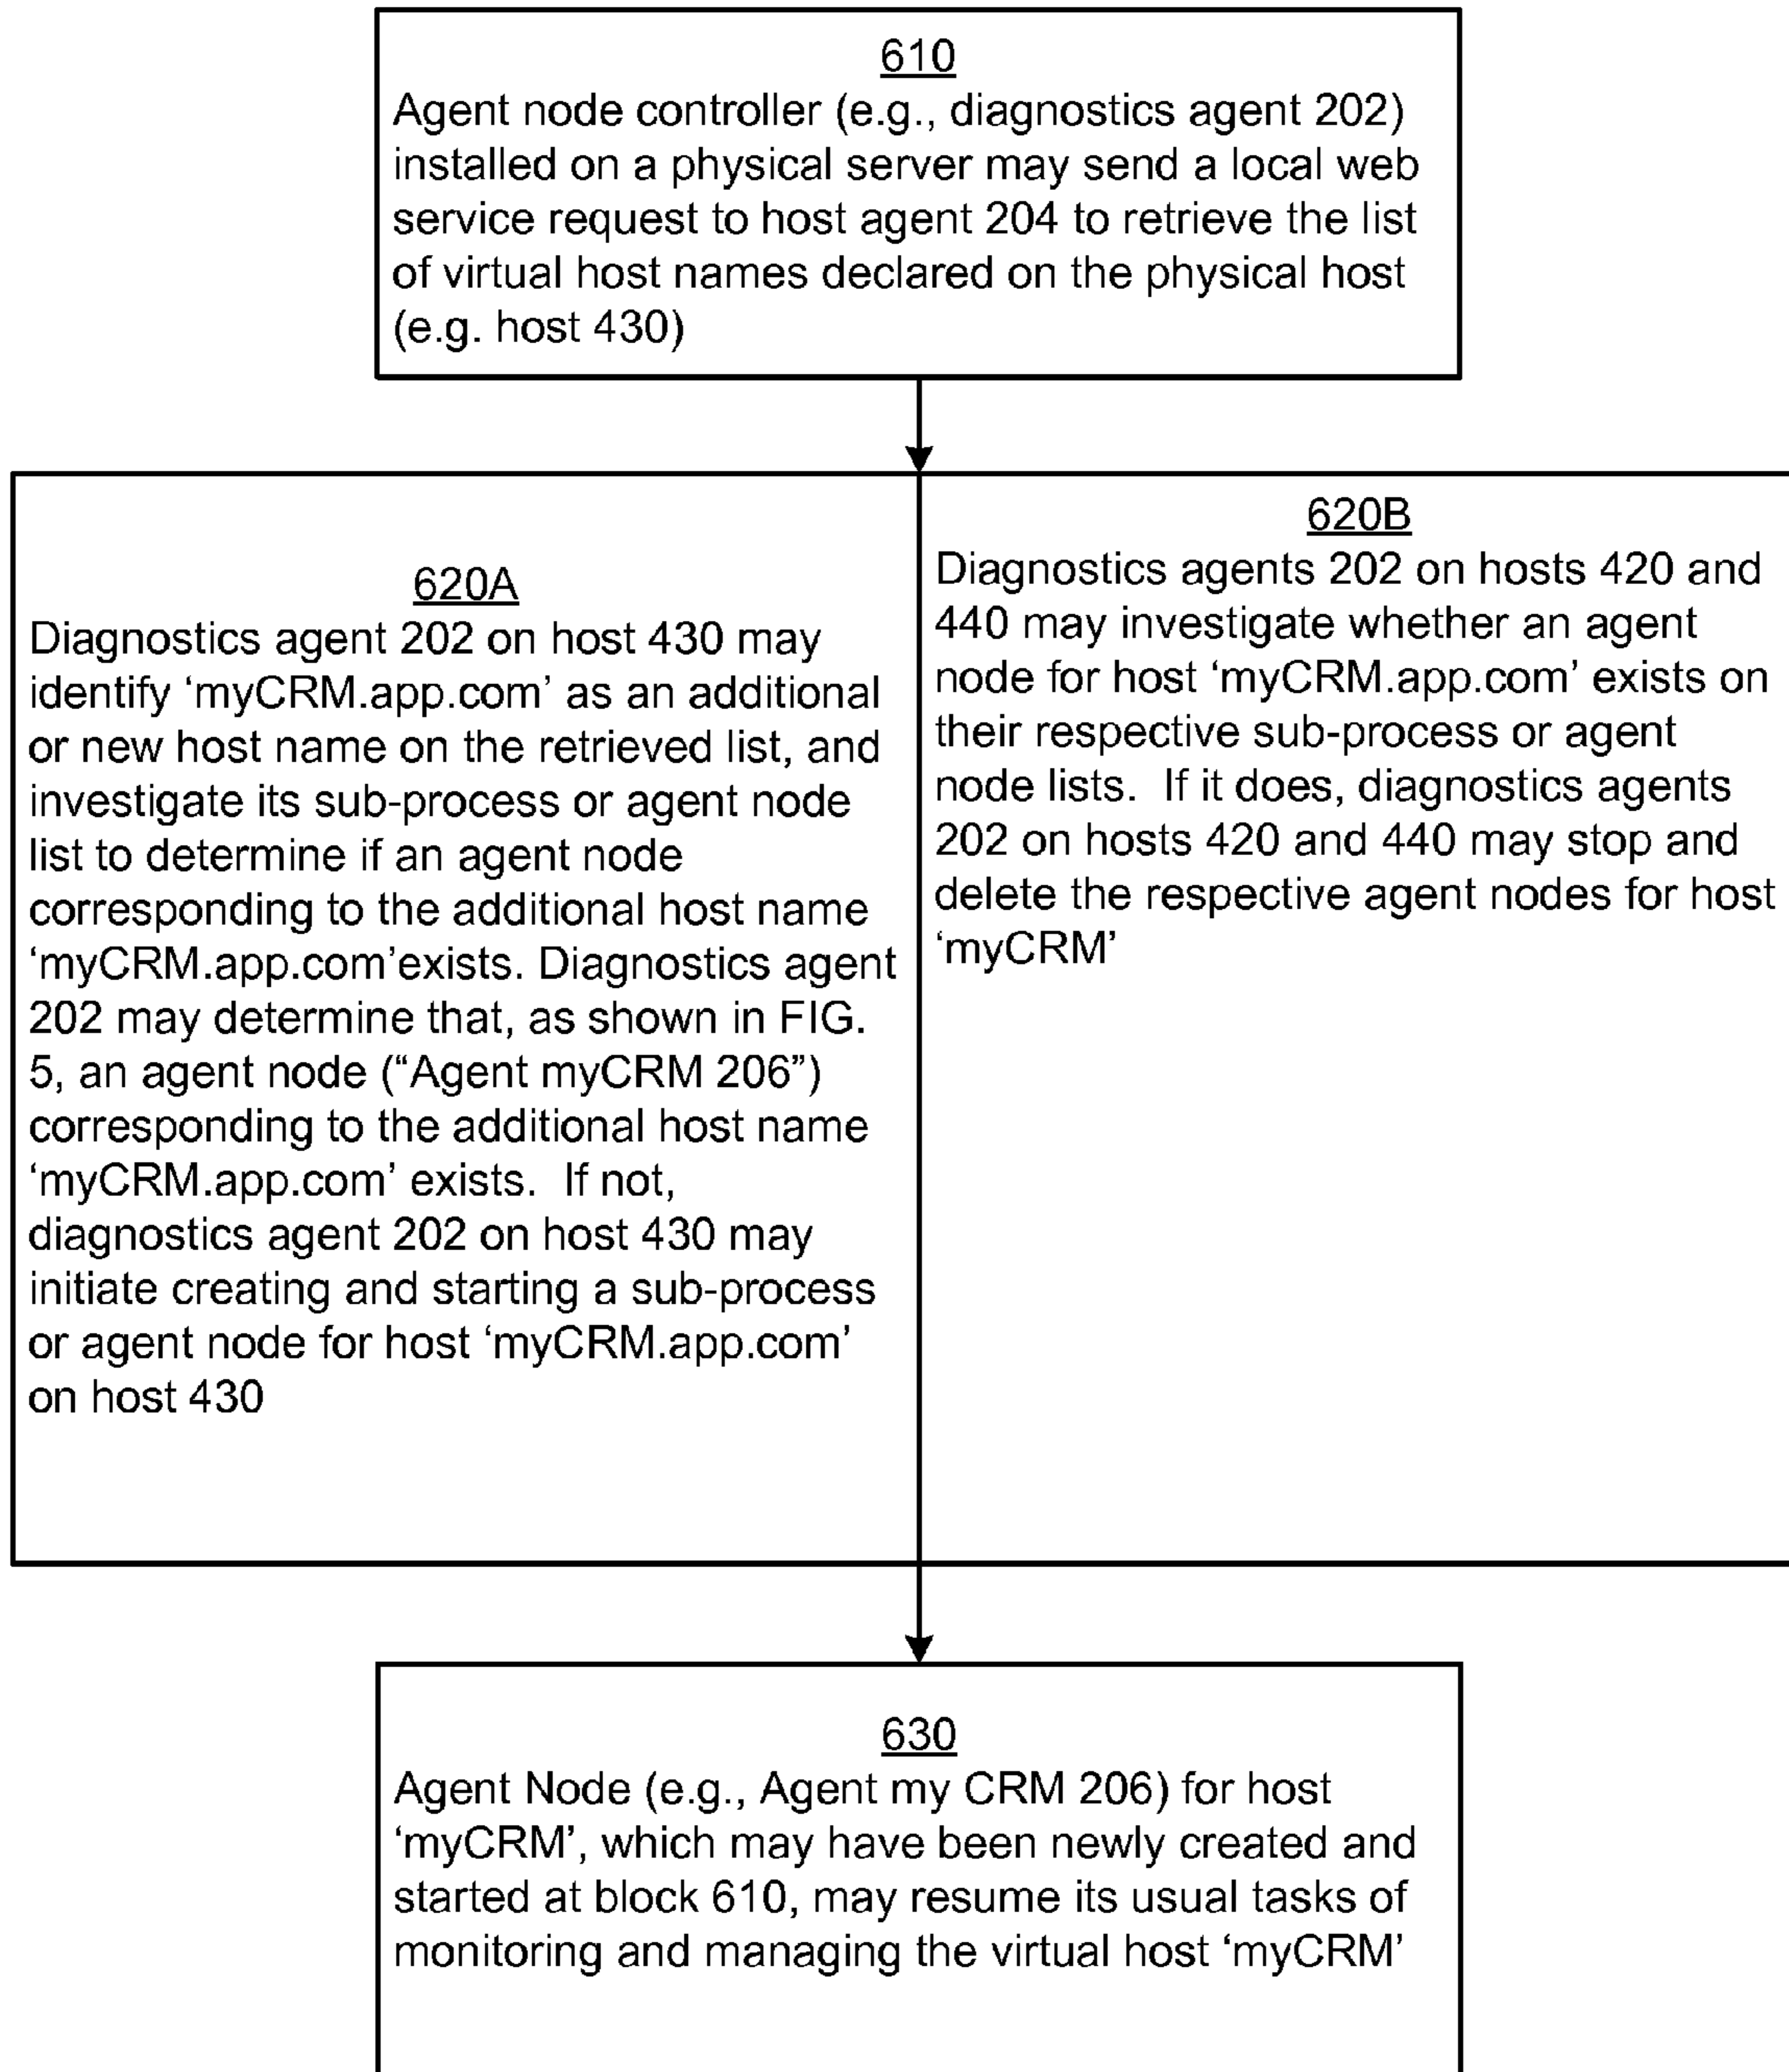 610
Agent node controller (e.g., diagnostics agent 202)
installed on a physical server may send a local web
service request to host agent 204 to retrieve the list
of virtual host names declared on the physical host
(e.g. host 430)
620A
Diagnostics agent 202 on host 430 may
identify ‘myCRM.app.com’ as an additional
or new host name on the retrieved list, and
investigate its sub-process or agent node
list to determine if an agent node
corresponding to the additional host name
‘myCRM.app.com’exists. Diagnostics agent
202 may determine that, as shown in FIG.
5, an agent node (“Agent myCRM 206”)
corresponding to the additional host name
‘myCRM.app.com’ exists.  If not,
diagnostics agent 202 on host 430 may
initiate creating and starting a sub-process
or agent node for host ‘myCRM.app.com’
on host 430
620B
Diagnostics agents 202 on hosts 420 and
440 may investigate whether an agent
node for host ‘myCRM.app.com’ exists on
their respective sub-process or agent
node lists.  If it does, diagnostics agents
202 on hosts 420 and 440 may stop and
delete the respective agent nodes for host
‘myCRM’
630
Agent Node (e.g., Agent my CRM 206) for host
‘myCRM’, which may have been newly created and
started at block 610, may resume its usual tasks of
monitoring and managing the virtual host ‘myCRM’